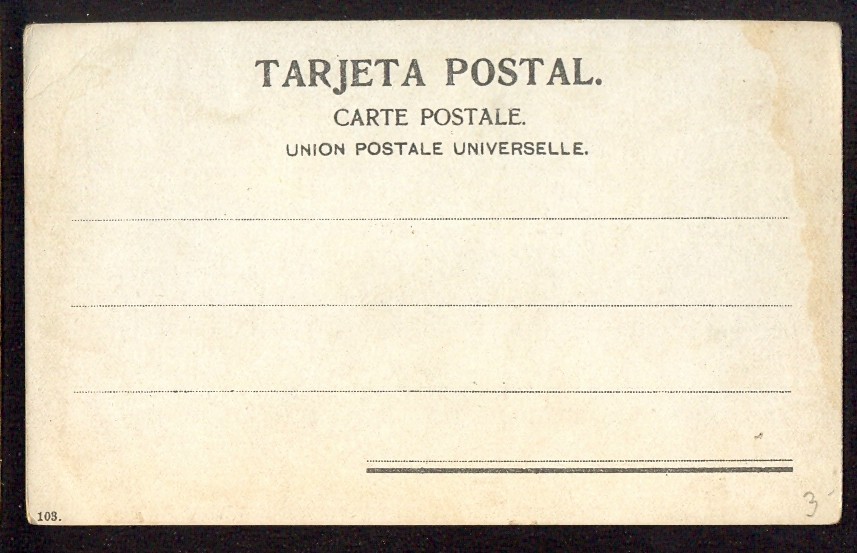 TARJETA POSTAL.
CARTE POSTALE.
UNION POSTALE UNIVERSELLE.
103.
3